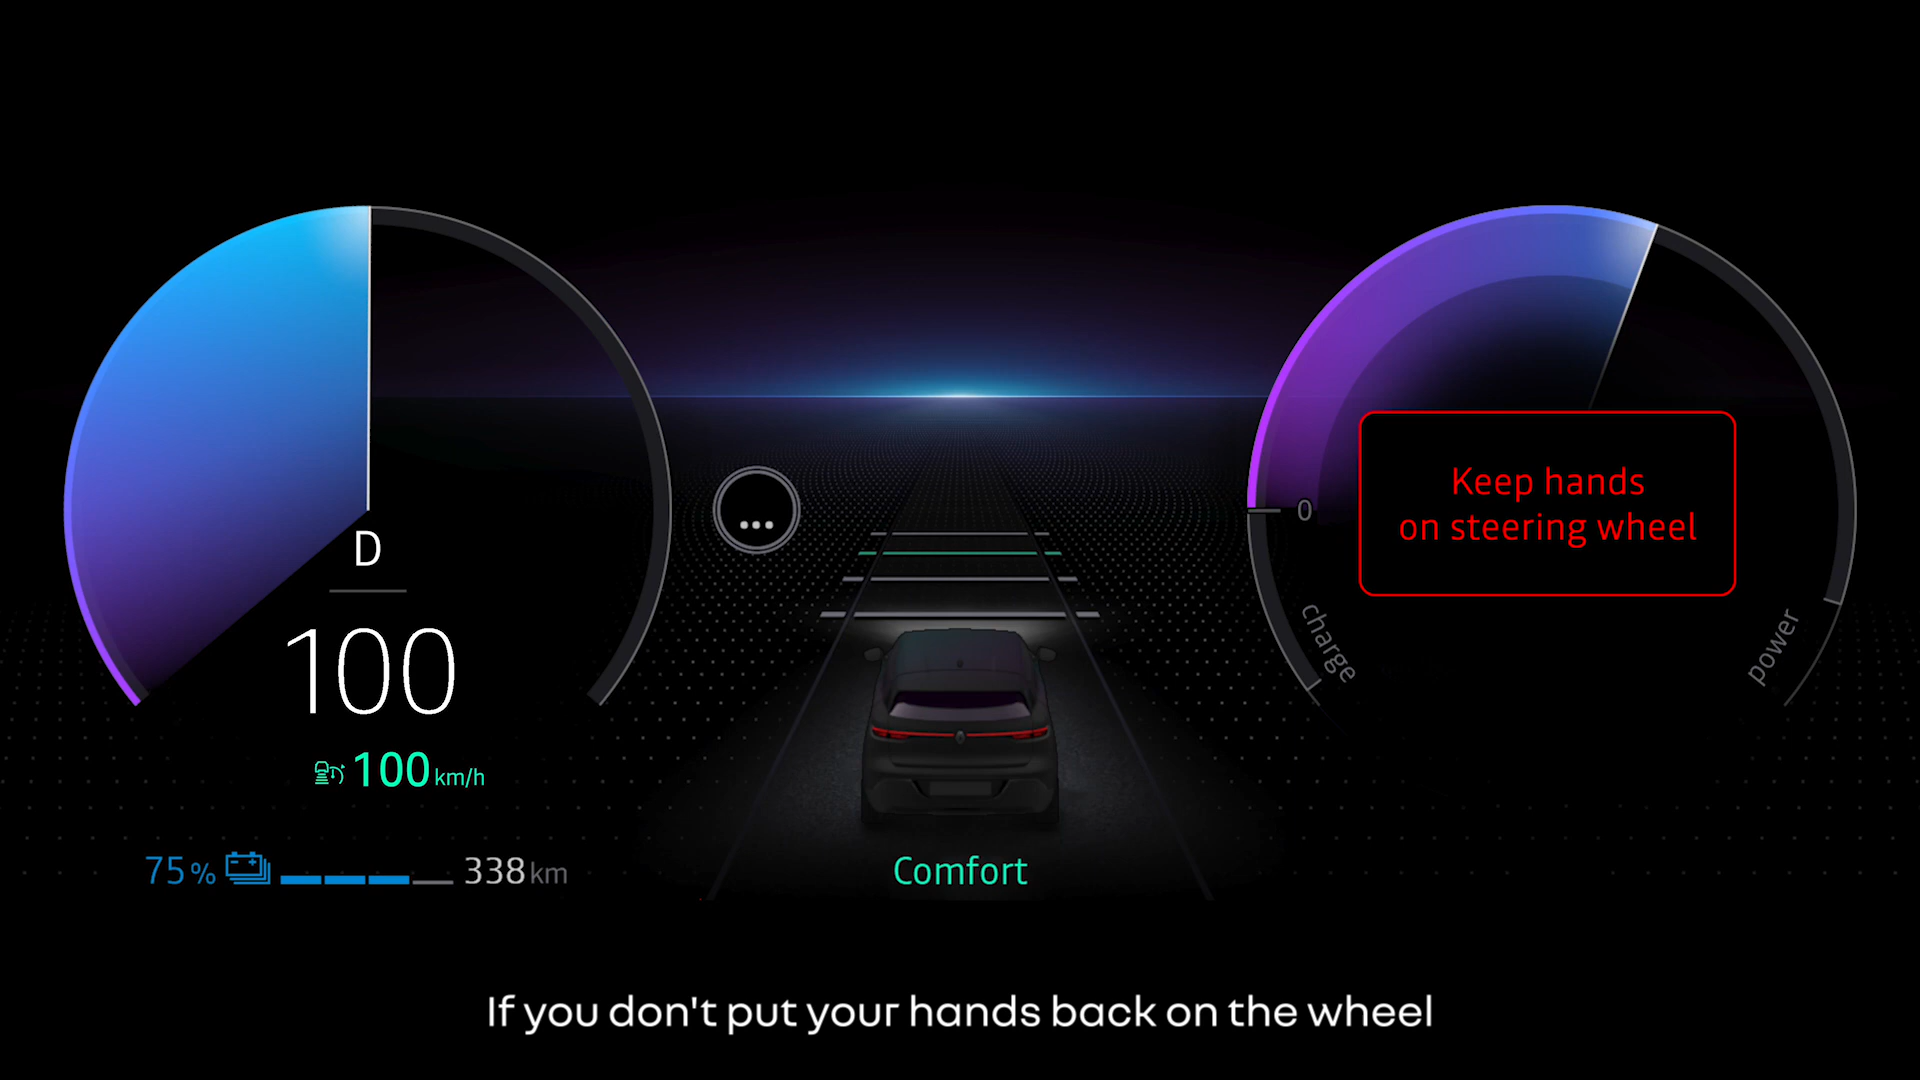 D
100
100 km/h
75 %
338 km
...
Comfort
0
charge
power
Keep hands
on steering wheel
If you don't put your hands back on the wheel